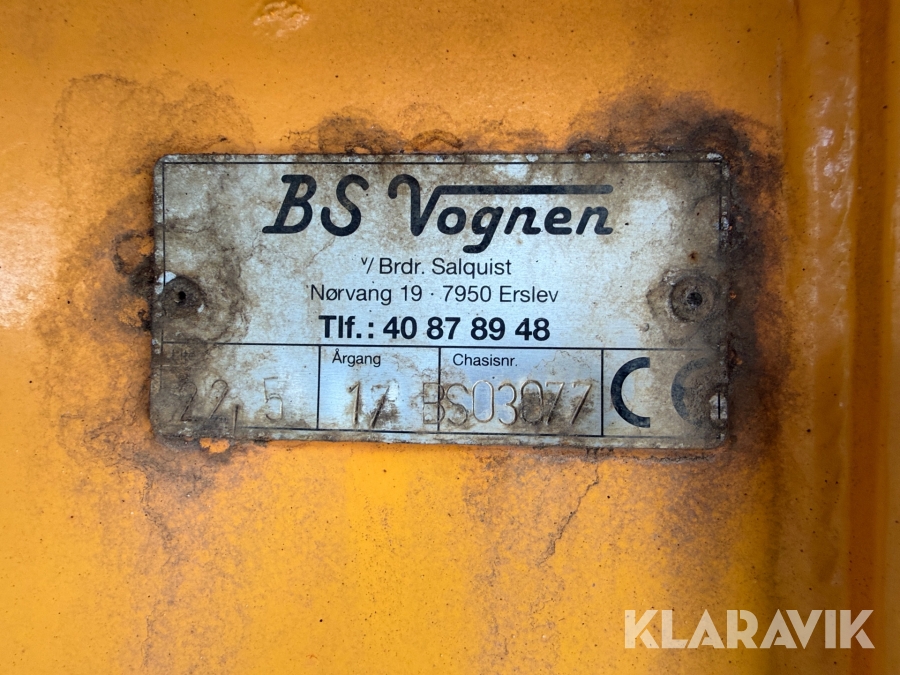 BS Vognen
v/ Brdr. Salquist
Nørvang 19 · 7950 Erslev
Tlf.: 40 87 89 48
Årgang Chasisnr.
22,5 17 BS03077 CE
KLARAVIK